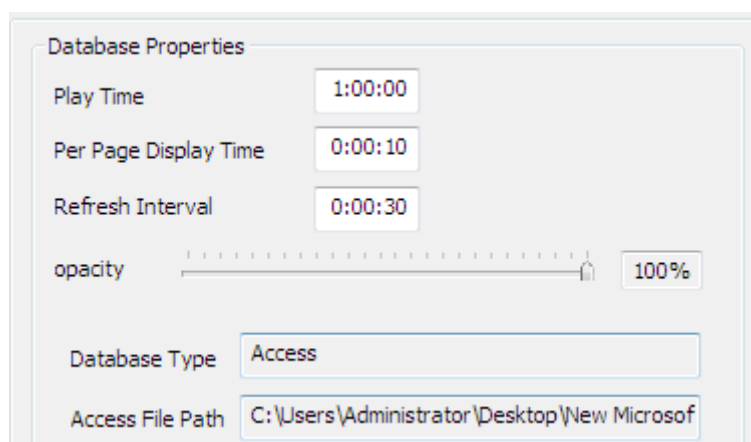 Database Properties
Play Time 1:00:00
Per Page Display Time 0:00:10
Refresh Interval 0:00:30
opacity 100%
Database Type Access
Access File Path C:\Users\Administrator\Desktop\New Microsof